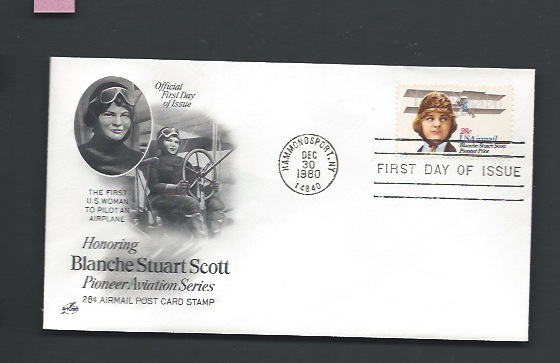 Official
First Day
of Issue
THE FIRST
U.S. WOMAN
TO PILOT AN
AIRPLANE
Honoring
Blanche Stuart Scott
Pioneer Aviation Series
28¢ AIRMAIL POST CARD STAMP
ArtCraft
HAMMONDSPORT, NY
DEC
30
1980
14840
28c
USAirmail
Blanche Stuart Scott
Pioneer Pilot
FIRST DAY OF ISSUE